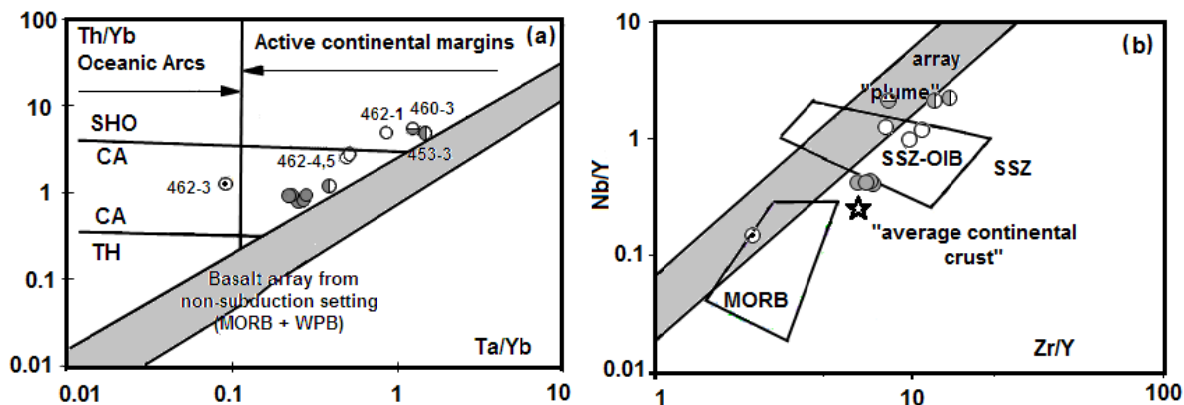 100
10
1
0.1
0.01
Th/Yb
Oceanic Arcs
Active continental margins
(a)
SHO
CA
CA
TH
462-1
460-3
453-3
462-4,5
462-3
Basalt array from
non-subduction setting
(MORB + WPB)
Ta/Yb
0.01
0.1
1
10
Nb/Y
10
1
0.1
0.01
(b)
array
"plume"
SSZ-OIB
SSZ
"average continental
crust"
MORB
Zr/Y
1
10
100